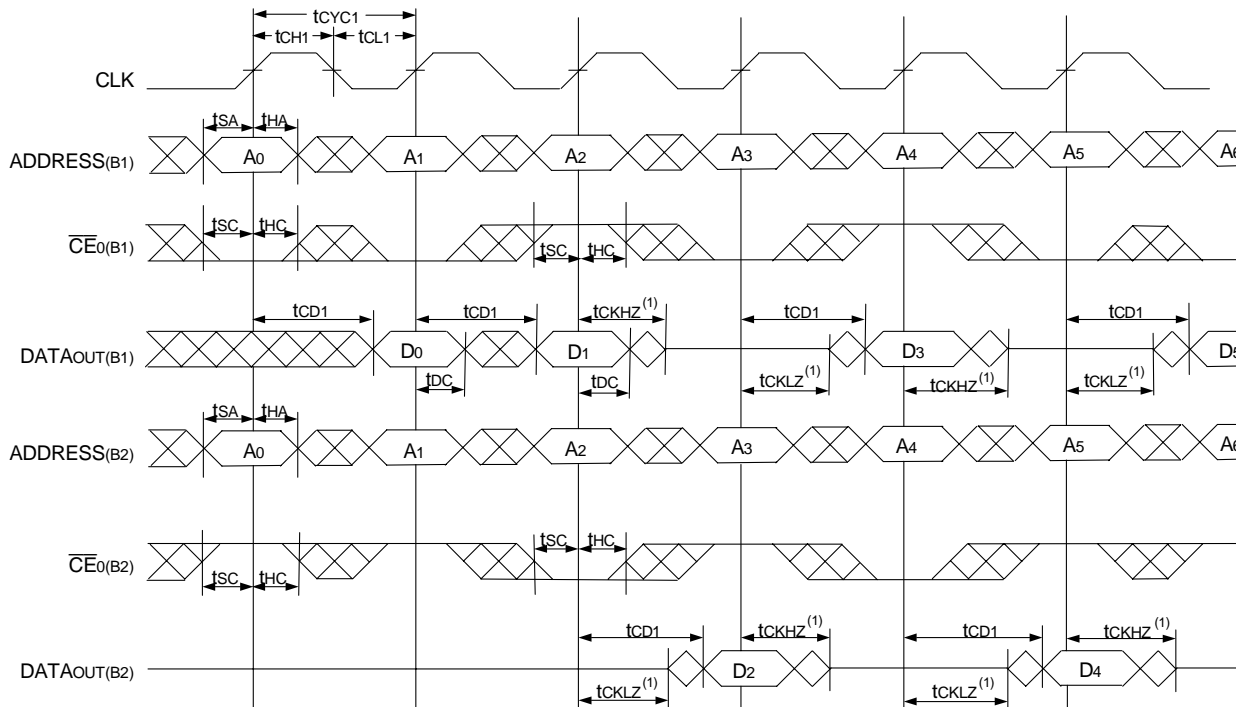 tCYC1
tCH1 tCL1
CLK
tSA tHA
ADDRESS(B1) A0 A1 A2 A3 A4 A5 A6
tSC tHC
CE0(B1)
tSC tHC
tCD1 tCD1 tCKHZ(1) tCD1 tCD1
DATAOUT(B1) D0 D1 D3 D5
tDC tDC tCKLZ(1) tCKHZ(1) tCKLZ(1)
tSA tHA
ADDRESS(B2) A0 A1 A2 A3 A4 A5 A6
tSC tHC
CE0(B2)
tSC tHC
tCD1 tCKHZ(1) tCD1 tCKHZ(1)
DATAOUT(B2) D2 D4
tCKLZ(1) tCKLZ(1)